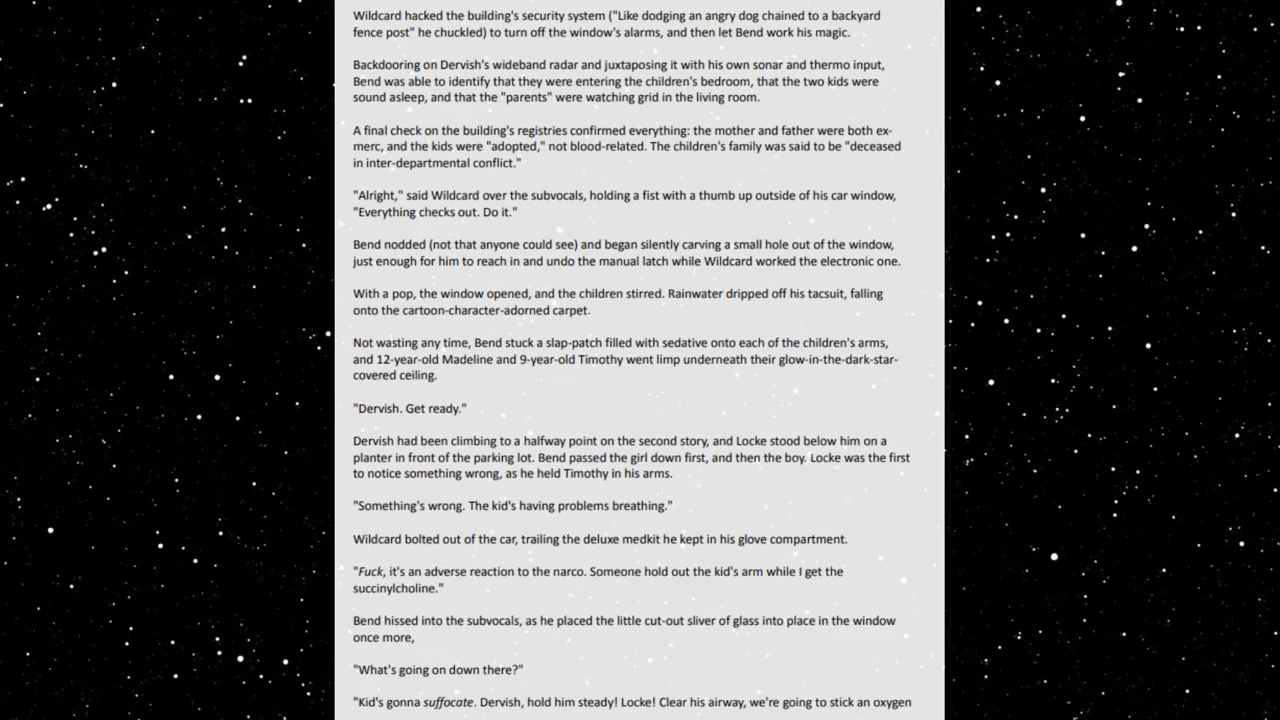 Wildcard hacked the building's security system ("Like dodging an angry dog chained to a backyard
fence post" he chuckled) to turn off the window's alarms, and then let Bend work his magic.
Backdooring on Dervish's wideband radar and juxtaposing it with his own sonar and thermo input,
Bend was able to identify that they were entering the children's bedroom, that the two kids were
sound asleep, and that the "parents" were watching grid in the living room.
A final check on the building's registries confirmed everything: the mother and father were both ex-
merc, and the kids were "adopted," not blood-related. The children's family was said to be "deceased
in inter-departmental conflict."
"Alright," said Wildcard over the subvocals, holding a fist with a thumb up outside of his car window,
"Everything checks out. Do it."
Bend nodded (not that anyone could see) and began silently carving a small hole out of the window,
just enough for him to reach in and undo the manual latch while Wildcard worked the electronic one.
With a pop, the window opened, and the children stirred. Rainwater dripped off his tacsuit, falling
onto the cartoon-character-adorned carpet.
Not wasting any time, Bend stuck a slap-patch filled with sedative onto each of the children's arms,
and 12-year-old Madeline and 9-year-old Timothy went limp underneath their glow-in-the-dark-star-
covered ceiling.
"Dervish. Get ready."
Dervish had been climbing to a halfway point on the second story, and Locke stood below him on a
planter in front of the parking lot. Bend passed the girl down first, and then the boy. Locke was the first
to notice something wrong, as he held Timothy in his arms.
"Something's wrong. The kid's having problems breathing."
Wildcard bolted out of the car, trailing the deluxe medkit he kept in his glove compartment.
"Fuck, it's an adverse reaction to the narco. Someone hold out the kid's arm while I get the
succinylcholine."
Bend hissed into the subvocals, as he placed the little cut-out sliver of glass into place in the window
once more,
"What's going on down there?"
"Kid's gonna suffocate. Dervish, hold him steady! Locke! Clear his airway, we're going to stick an oxygen